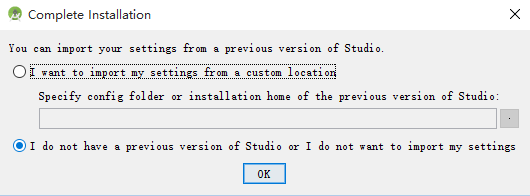 Complete Installation
You can import your settings from a previous version of Studio.
I want to import my settings from a custom location
Specify config folder or installation home of the previous version of Studio:
I do not have a previous version of Studio or I do not want to import my settings
OK